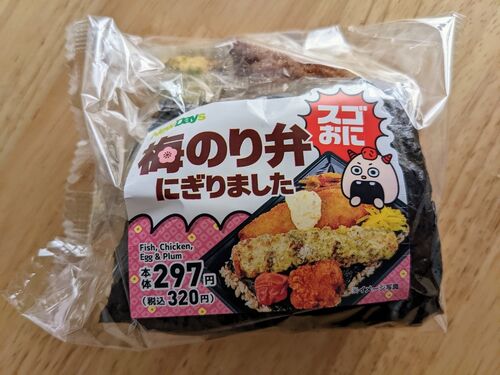 NewDays
スゴ
おに
梅のり弁
にぎりました
Fish, Chicken,
Egg & Plum
本体 297円
(税込 320円)
※イメージ写真